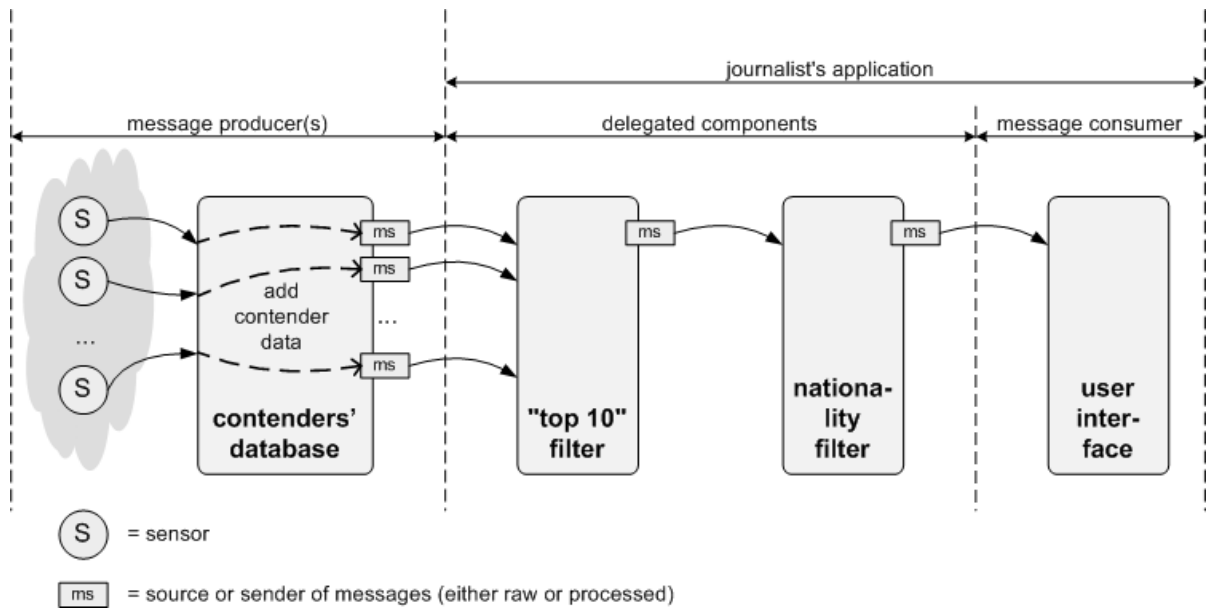 journalist's application
message producer(s)
delegated components
message consumer
S
ms
ms
ms
S
ms
add
contender
data
...
...
ms
S
contenders’
database
"top 10"
filter
nationa-
lity
filter
user
inter-
face
S = sensor
ms = source or sender of messages (either raw or processed)